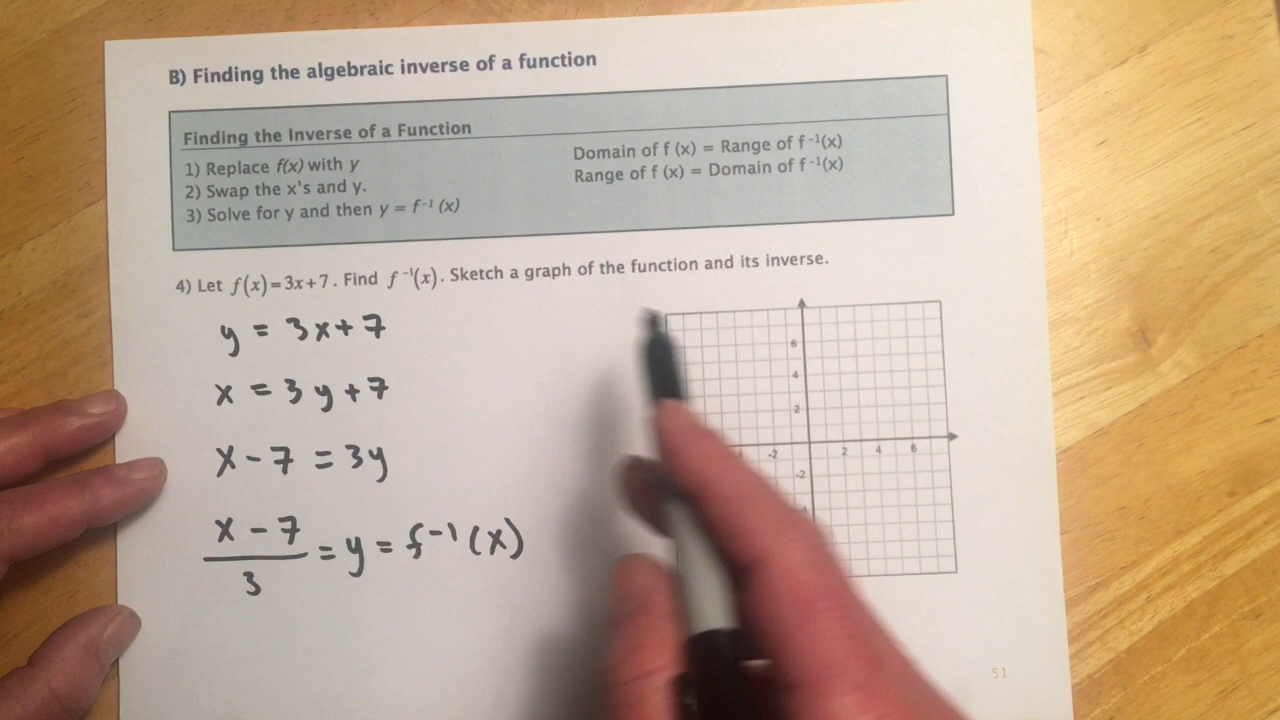 B) Finding the algebraic inverse of a function
Finding the Inverse of a Function
1) Replace f(x) with y
2) Swap the x's and y.
3) Solve for y and then y = f⁻¹ (x)
Domain of f (x) = Range of f⁻¹(x)
Range of f (x) = Domain of f⁻¹(x)
4) Let f(x)=3x+7. Find f⁻¹(x). Sketch a graph of the function and its inverse.
y = 3x+7
x = 3y+7
x-7 = 3y
x-7
3
= y = f⁻¹(x)
6
4
2
-2 2 4 6
-2
51